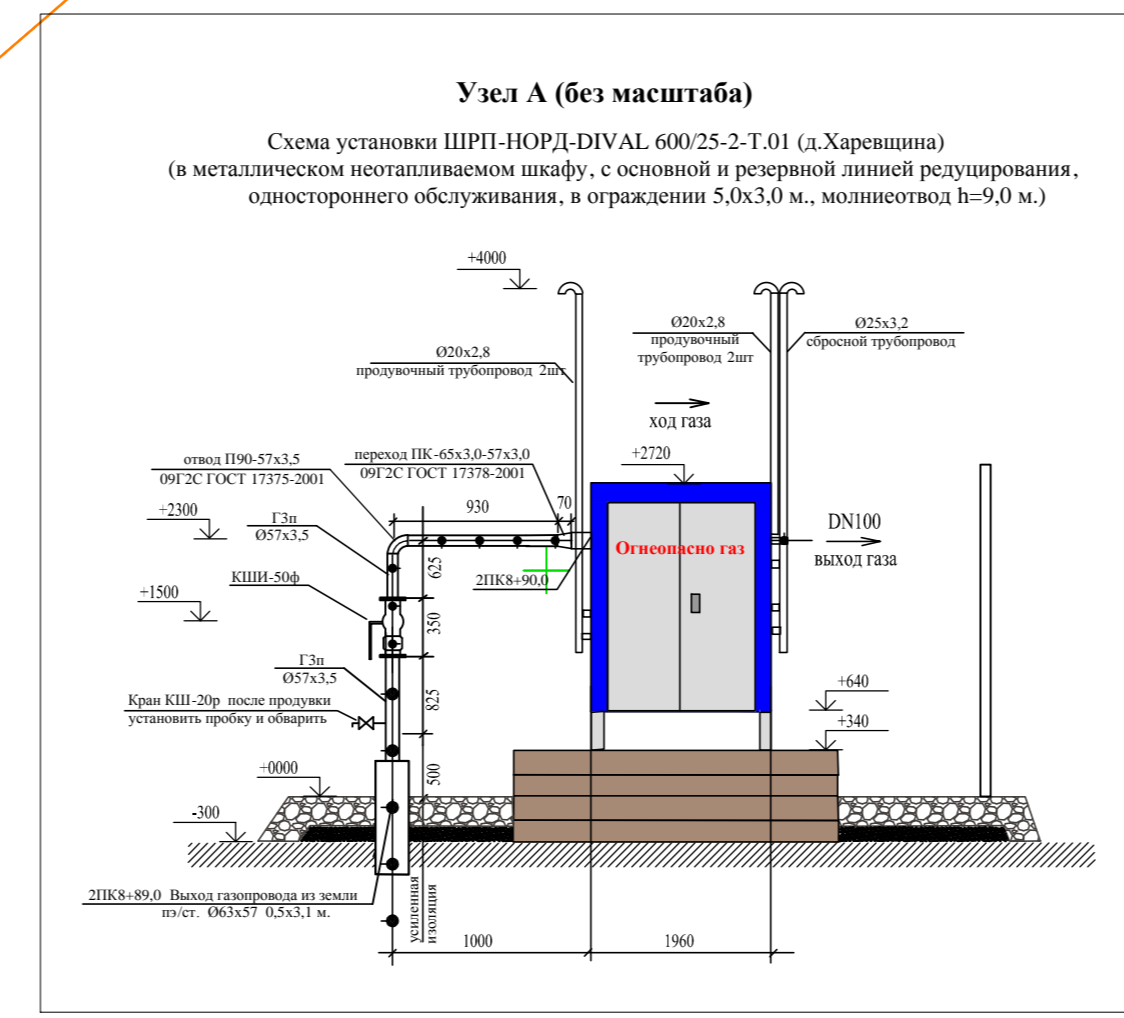 Узел А (без масштаба)
Схема установки ШРП-НОРД-DIVAL 600/25-2-Т.01 (д.Харевщина)
(в металлическом неотапливаемом шкафу, с основной и резервной линией редуцирования,
одностороннего обслуживания, в ограждении 5,0х3,0 м., молниеотвод h=9,0 м.)
+4000
Ø20х2,8
продувочный трубопровод 2шт
Ø20х2,8
продувочный
трубопровод 2шт
Ø25х3,2
сбросной трубопровод
ход газа
отвод П90-57х3,5
09Г2С ГОСТ 17375-2001
переход ПК-65х3,0-57х3,0
09Г2С ГОСТ 17378-2001
+2720
930
70
+2300
Г3п
Ø57х3,5
DN100
выход газа
Огнеопасно газ
2ПК8+90,0
КШИ-50ф
+1500
625
350
Г3п
Ø57х3,5
Кран КШ-20р после продувки
установить пробку и обварить
825
+640
+340
500
+0000
-300
2ПК8+89,0 Выход газопровода из земли
пэ/ст. Ø63х57 0,5х3,1 м.
усиленная
изоляция
1000
1960